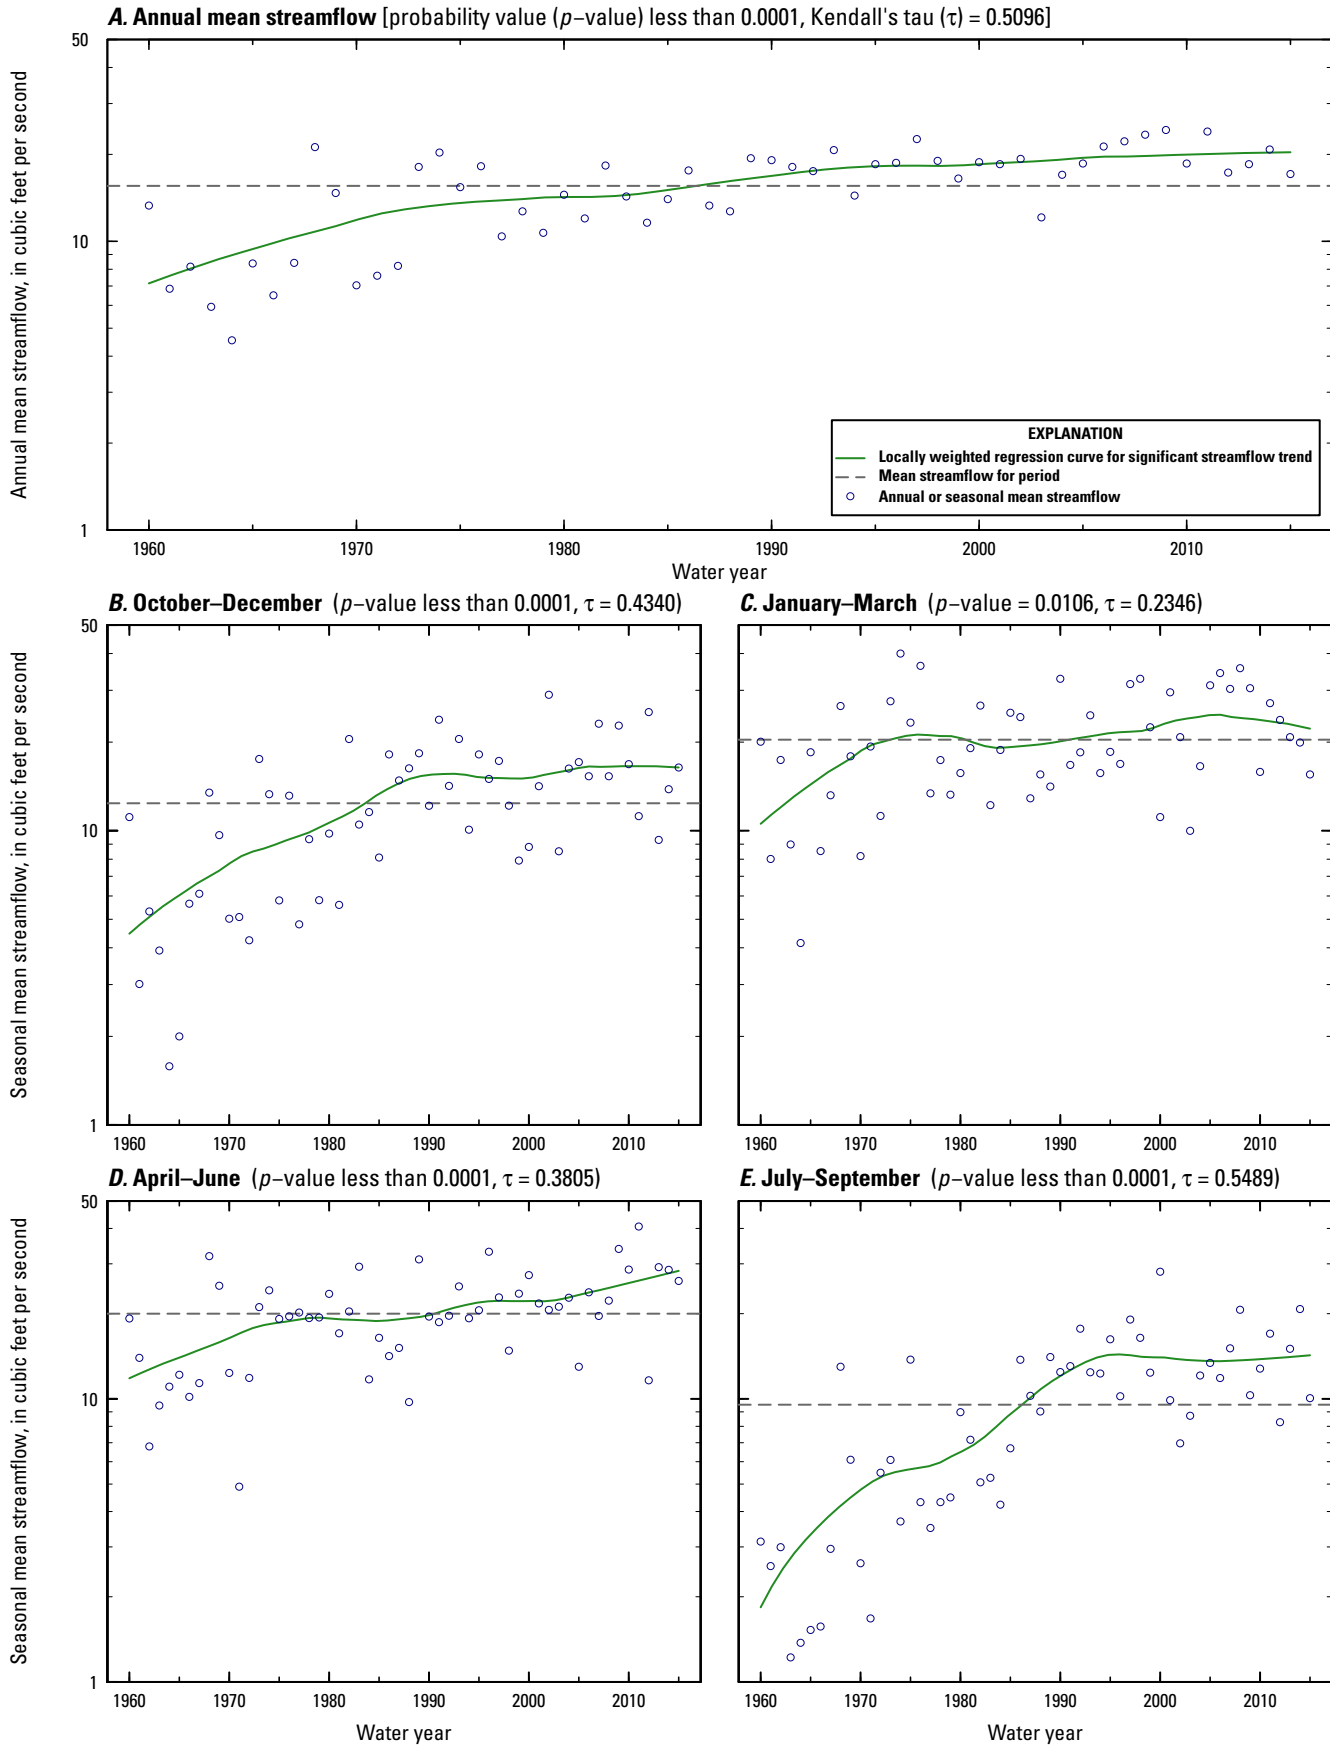 A. Annual mean streamflow [probability value (p–value) less than 0.0001, Kendall's tau (τ) = 0.5096]
Annual mean streamflow, in cubic feet per second
50
10
1
EXPLANATION
Locally weighted regression curve for significant streamflow trend
Mean streamflow for period
Annual or seasonal mean streamflow
1960 1970 1980 1990 2000 2010
Water year
B. October–December (p–value less than 0.0001, τ = 0.4340)
Seasonal mean streamflow, in cubic feet per second
50
10
1
1960 1970 1980 1990 2000 2010
C. January–March (p–value = 0.0106, τ = 0.2346)
1960 1970 1980 1990 2000 2010
D. April–June (p–value less than 0.0001, τ = 0.3805)
Seasonal mean streamflow, in cubic feet per second
50
10
1
1960 1970 1980 1990 2000 2010
Water year
E. July–September (p–value less than 0.0001, τ = 0.5489)
1960 1970 1980 1990 2000 2010
Water year